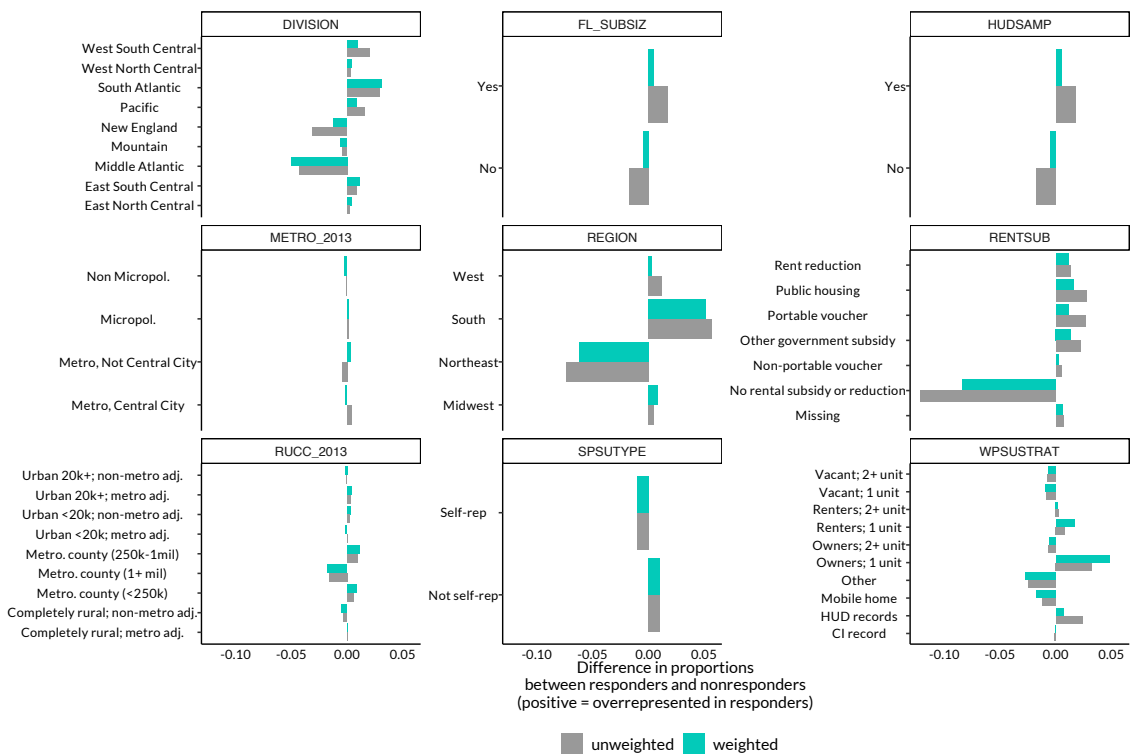 DIVISION
West South Central
West North Central
South Atlantic
Pacific
New England
Mountain
Middle Atlantic
East South Central
East North Central
FL_SUBSIZ
Yes
No
HUDSAMP
Yes
No
METRO_2013
Non Micropol.
Micropol.
Metro, Not Central City
Metro, Central City
REGION
West
South
Northeast
Midwest
RENTSUB
Rent reduction
Public housing
Portable voucher
Other government subsidy
Non-portable voucher
No rental subsidy or reduction
Missing
RUCC_2013
Urban 20k+; non-metro adj.
Urban 20k+; metro adj.
Urban <20k; non-metro adj.
Urban <20k; metro adj.
Metro. county (250k-1mil)
Metro. county (1+ mil)
Metro. county (<250k)
Completely rural; non-metro adj.
Completely rural; metro adj.
-0.10 -0.05 0.00 0.05
SPSUTYPE
Self-rep
Not self-rep
-0.10 -0.05 0.00 0.05
WPSUSTRAT
Vacant; 2+ unit
Vacant; 1 unit
Renters; 2+ unit
Renters; 1 unit
Owners; 2+ unit
Owners; 1 unit
Other
Mobile home
HUD records
CI record
-0.10 -0.05 0.00 0.05
Difference in proportions
between responders and nonresponders
(positive = overrepresented in responders)
unweighted weighted